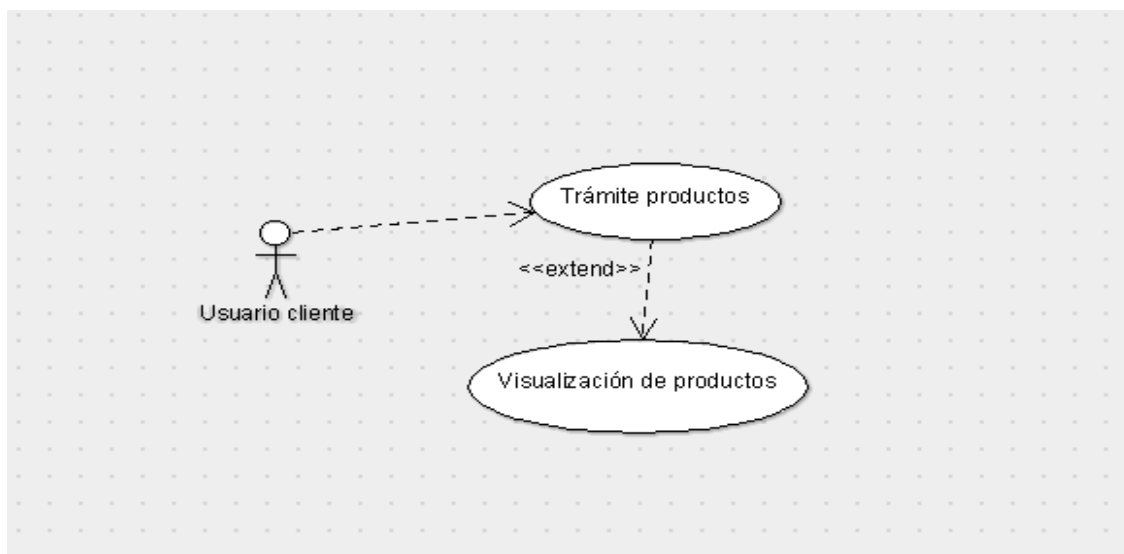 Trámite productos
<<extend>>
Usuario cliente
Visualización de productos